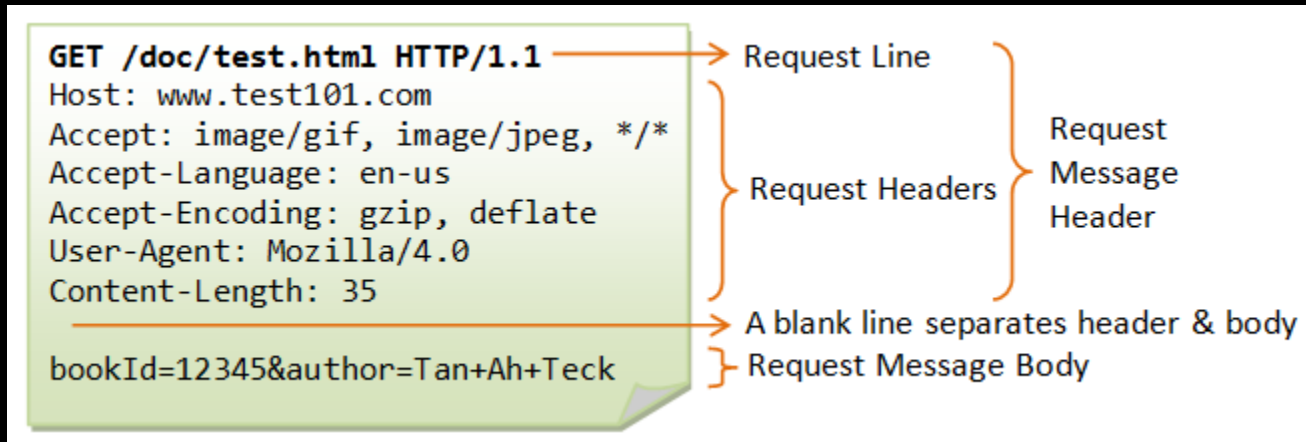 GET /doc/test.html HTTP/1.1
Request Line
Host: www.test101.com
Accept: image/gif, image/jpeg, */*
Accept-Language: en-us
Accept-Encoding: gzip, deflate
User-Agent: Mozilla/4.0
Content-Length: 35
Request Headers
Request
Message
Header
A blank line separates header & body
bookId=12345&author=Tan+Ah+Teck
Request Message Body